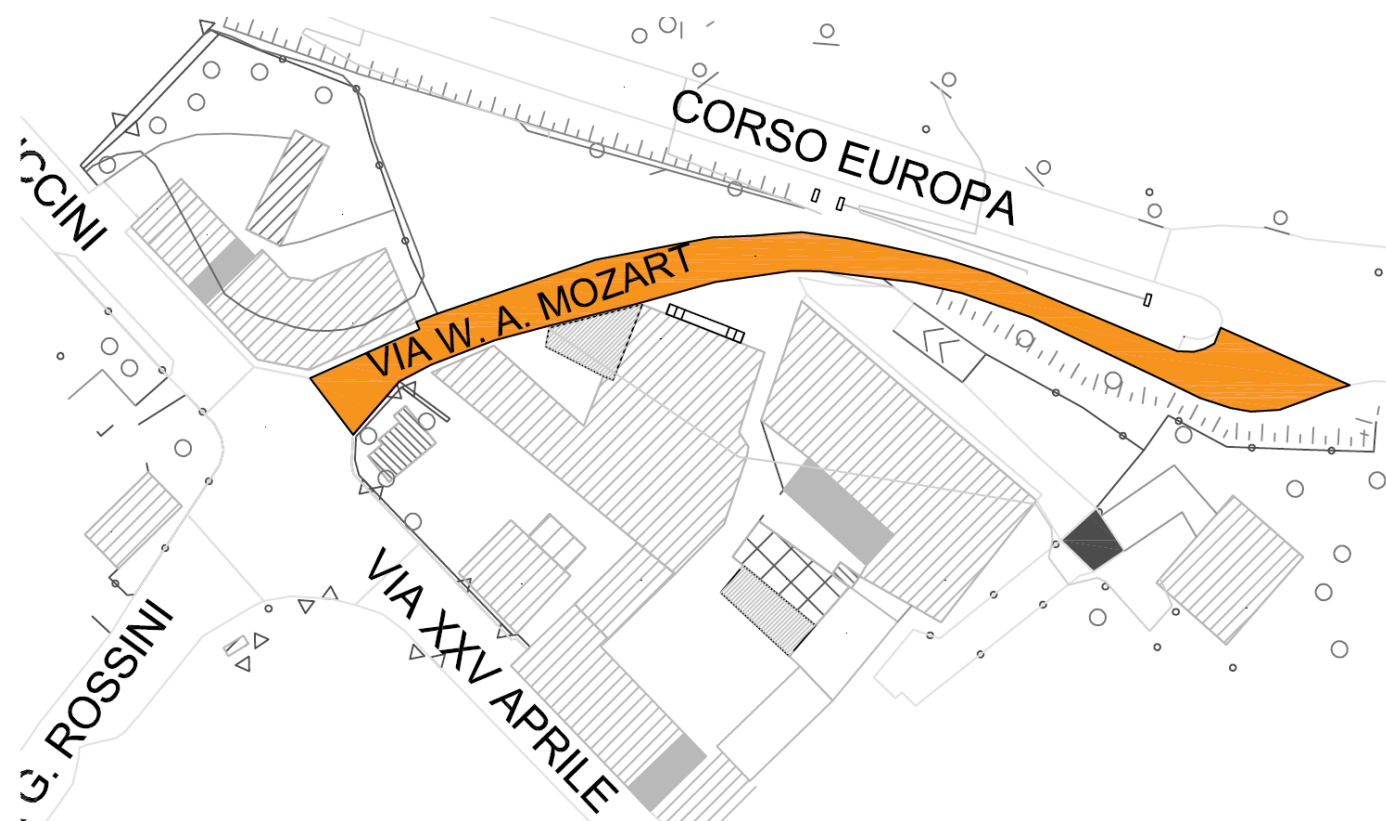 CORSO EUROPA
CCINI
VIA W. A. MOZART
VIA XXV APRILE
G. ROSSINI